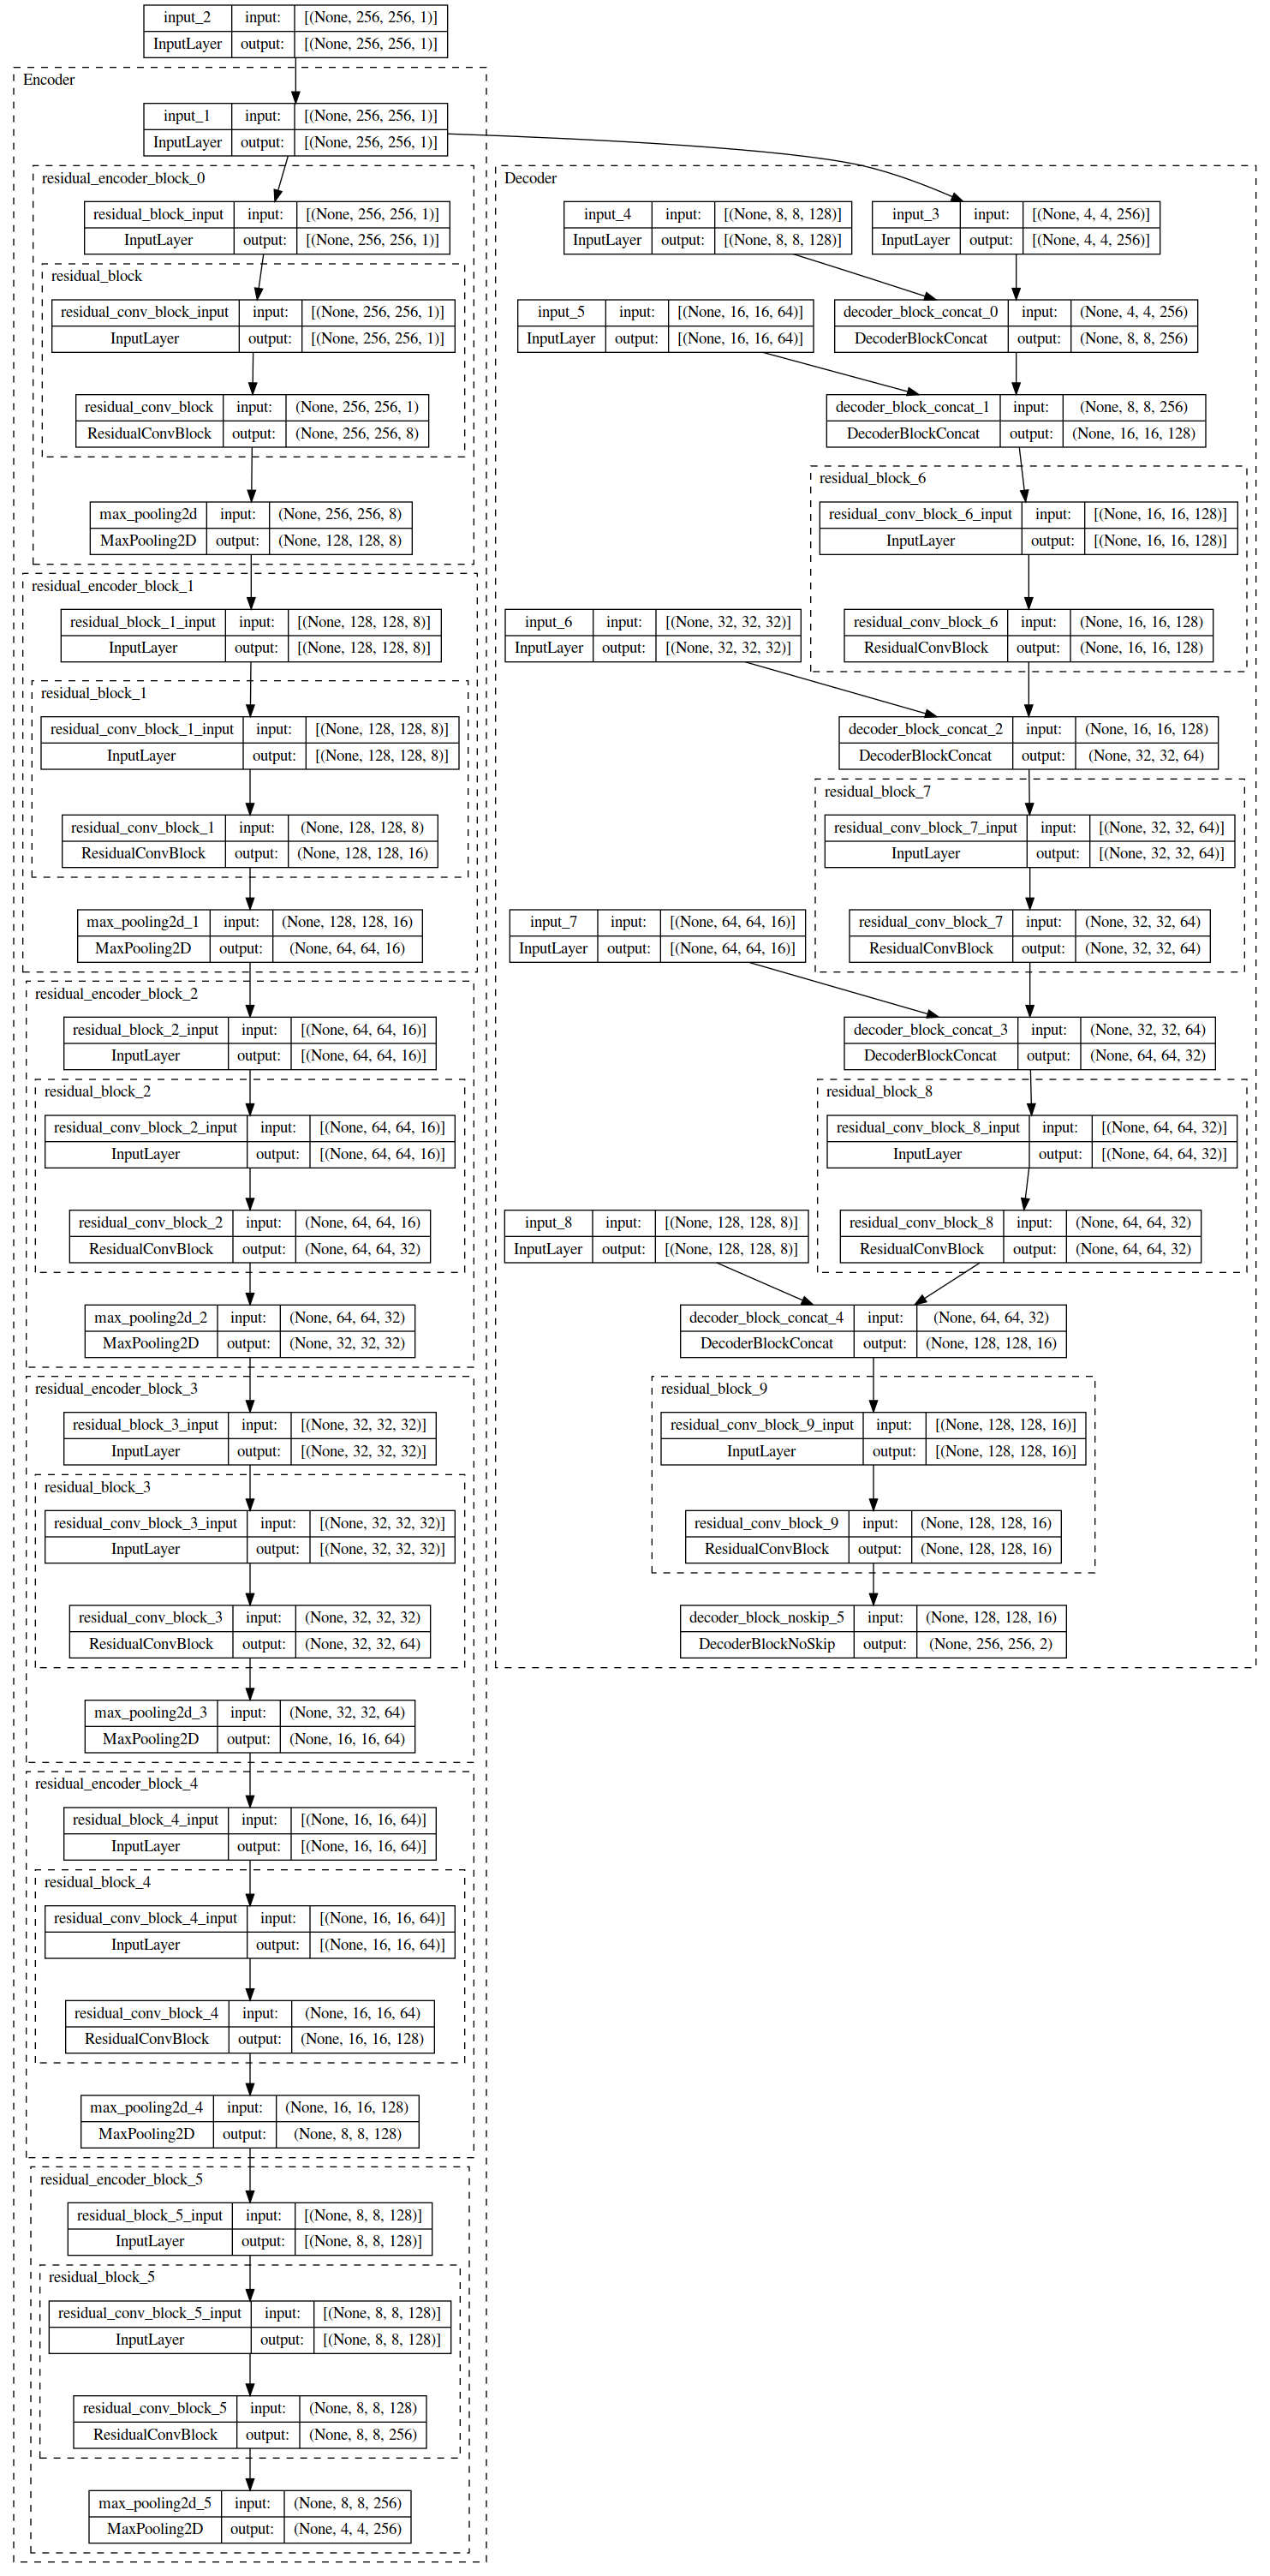 input_2 input: [(None, 256, 256, 1)]
InputLayer output: [(None, 256, 256, 1)]
Encoder
input_1 input: [(None, 256, 256, 1)]
InputLayer output: [(None, 256, 256, 1)]
residual_encoder_block_0
residual_block_input input: [(None, 256, 256, 1)]
InputLayer output: [(None, 256, 256, 1)]
residual_block
residual_conv_block_input input: [(None, 256, 256, 1)]
InputLayer output: [(None, 256, 256, 1)]
residual_conv_block input: (None, 256, 256, 1)
ResidualConvBlock output: (None, 256, 256, 8)
max_pooling2d input: (None, 256, 256, 8)
MaxPooling2D output: (None, 128, 128, 8)
residual_encoder_block_1
residual_block_1_input input: [(None, 128, 128, 8)]
InputLayer output: [(None, 128, 128, 8)]
residual_block_1
residual_conv_block_1_input input: [(None, 128, 128, 8)]
InputLayer output: [(None, 128, 128, 8)]
residual_conv_block_1 input: (None, 128, 128, 8)
ResidualConvBlock output: (None, 128, 128, 16)
max_pooling2d_1 input: (None, 128, 128, 16)
MaxPooling2D output: (None, 64, 64, 16)
residual_encoder_block_2
residual_block_2_input input: [(None, 64, 64, 16)]
InputLayer output: [(None, 64, 64, 16)]
residual_block_2
residual_conv_block_2_input input: [(None, 64, 64, 16)]
InputLayer output: [(None, 64, 64, 16)]
residual_conv_block_2 input: (None, 64, 64, 16)
ResidualConvBlock output: (None, 64, 64, 32)
max_pooling2d_2 input: (None, 64, 64, 32)
MaxPooling2D output: (None, 32, 32, 32)
residual_encoder_block_3
residual_block_3_input input: [(None, 32, 32, 32)]
InputLayer output: [(None, 32, 32, 32)]
residual_block_3
residual_conv_block_3_input input: [(None, 32, 32, 32)]
InputLayer output: [(None, 32, 32, 32)]
residual_conv_block_3 input: (None, 32, 32, 32)
ResidualConvBlock output: (None, 32, 32, 64)
max_pooling2d_3 input: (None, 32, 32, 64)
MaxPooling2D output: (None, 16, 16, 64)
residual_encoder_block_4
residual_block_4_input input: [(None, 16, 16, 64)]
InputLayer output: [(None, 16, 16, 64)]
residual_block_4
residual_conv_block_4_input input: [(None, 16, 16, 64)]
InputLayer output: [(None, 16, 16, 64)]
residual_conv_block_4 input: (None, 16, 16, 64)
ResidualConvBlock output: (None, 16, 16, 128)
max_pooling2d_4 input: (None, 16, 16, 128)
MaxPooling2D output: (None, 8, 8, 128)
residual_encoder_block_5
residual_block_5_input input: [(None, 8, 8, 128)]
InputLayer output: [(None, 8, 8, 128)]
residual_block_5
residual_conv_block_5_input input: [(None, 8, 8, 128)]
InputLayer output: [(None, 8, 8, 128)]
residual_conv_block_5 input: (None, 8, 8, 128)
ResidualConvBlock output: (None, 8, 8, 256)
max_pooling2d_5 input: (None, 8, 8, 256)
MaxPooling2D output: (None, 4, 4, 256)
Decoder
input_4 input: [(None, 8, 8, 128)]
InputLayer output: [(None, 8, 8, 128)]
input_3 input: [(None, 4, 4, 256)]
InputLayer output: [(None, 4, 4, 256)]
input_5 input: [(None, 16, 16, 64)]
InputLayer output: [(None, 16, 16, 64)]
decoder_block_concat_0 input: (None, 4, 4, 256)
DecoderBlockConcat output: (None, 8, 8, 256)
decoder_block_concat_1 input: (None, 8, 8, 256)
DecoderBlockConcat output: (None, 16, 16, 128)
residual_block_6
residual_conv_block_6_input input: [(None, 16, 16, 128)]
InputLayer output: [(None, 16, 16, 128)]
input_6 input: [(None, 32, 32, 32)]
InputLayer output: [(None, 32, 32, 32)]
residual_conv_block_6 input: (None, 16, 16, 128)
ResidualConvBlock output: (None, 16, 16, 128)
decoder_block_concat_2 input: (None, 16, 16, 128)
DecoderBlockConcat output: (None, 32, 32, 64)
residual_block_7
residual_conv_block_7_input input: [(None, 32, 32, 64)]
InputLayer output: [(None, 32, 32, 64)]
input_7 input: [(None, 64, 64, 16)]
InputLayer output: [(None, 64, 64, 16)]
residual_conv_block_7 input: (None, 32, 32, 64)
ResidualConvBlock output: (None, 32, 32, 64)
decoder_block_concat_3 input: (None, 32, 32, 64)
DecoderBlockConcat output: (None, 64, 64, 32)
residual_block_8
residual_conv_block_8_input input: [(None, 64, 64, 32)]
InputLayer output: [(None, 64, 64, 32)]
input_8 input: [(None, 128, 128, 8)]
InputLayer output: [(None, 128, 128, 8)]
residual_conv_block_8 input: (None, 64, 64, 32)
ResidualConvBlock output: (None, 64, 64, 32)
decoder_block_concat_4 input: (None, 64, 64, 32)
DecoderBlockConcat output: (None, 128, 128, 16)
residual_block_9
residual_conv_block_9_input input: [(None, 128, 128, 16)]
InputLayer output: [(None, 128, 128, 16)]
residual_conv_block_9 input: (None, 128, 128, 16)
ResidualConvBlock output: (None, 128, 128, 16)
decoder_block_noskip_5 input: (None, 128, 128, 16)
DecoderBlockNoSkip output: (None, 256, 256, 2)